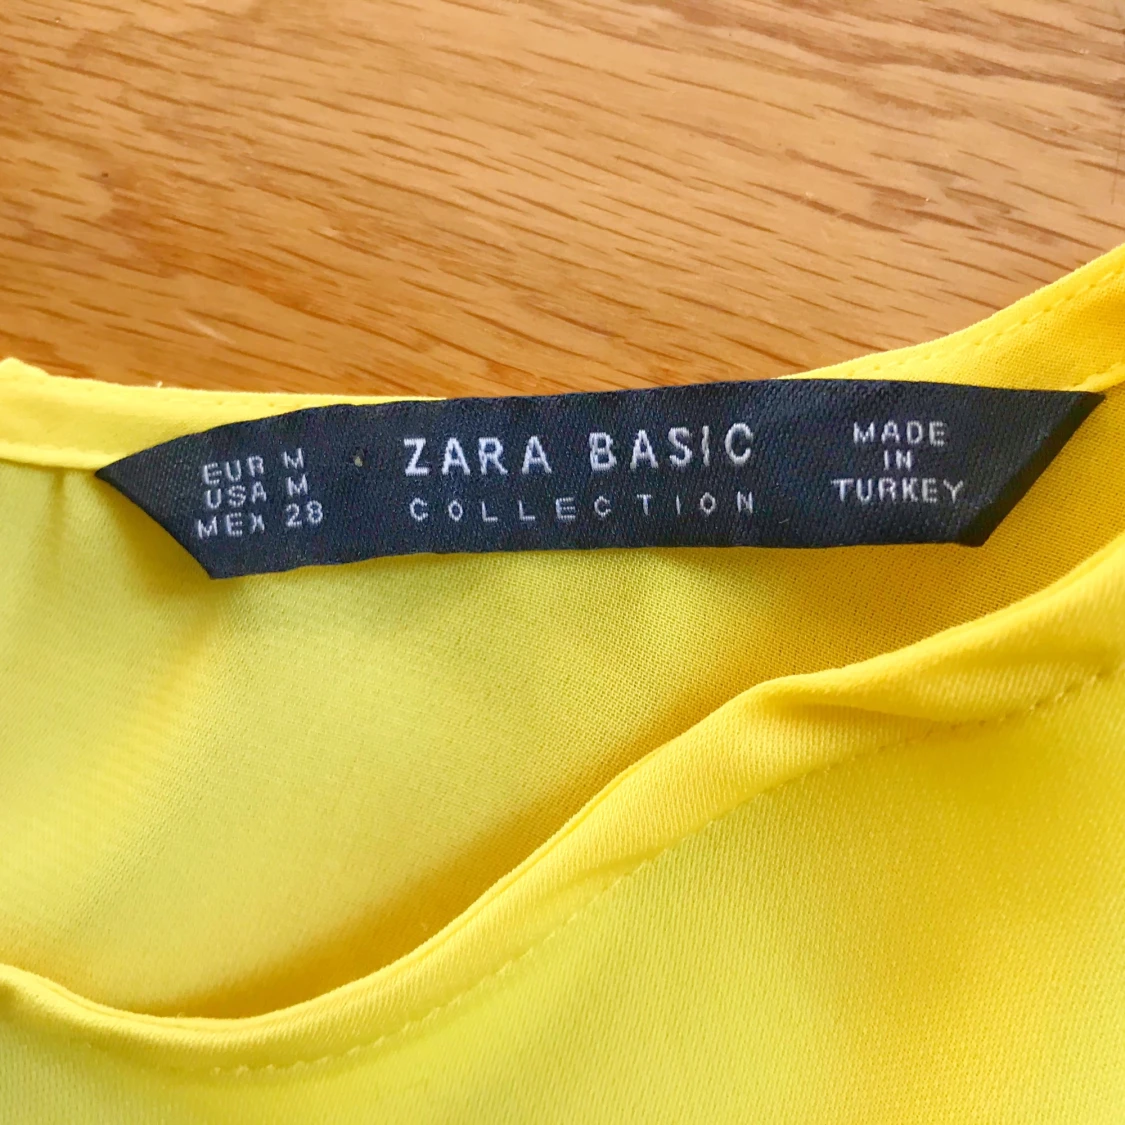 EUR M
USA M
MEX 28
ZARA BASIC
COLLECTION
MADE
IN
TURKEY